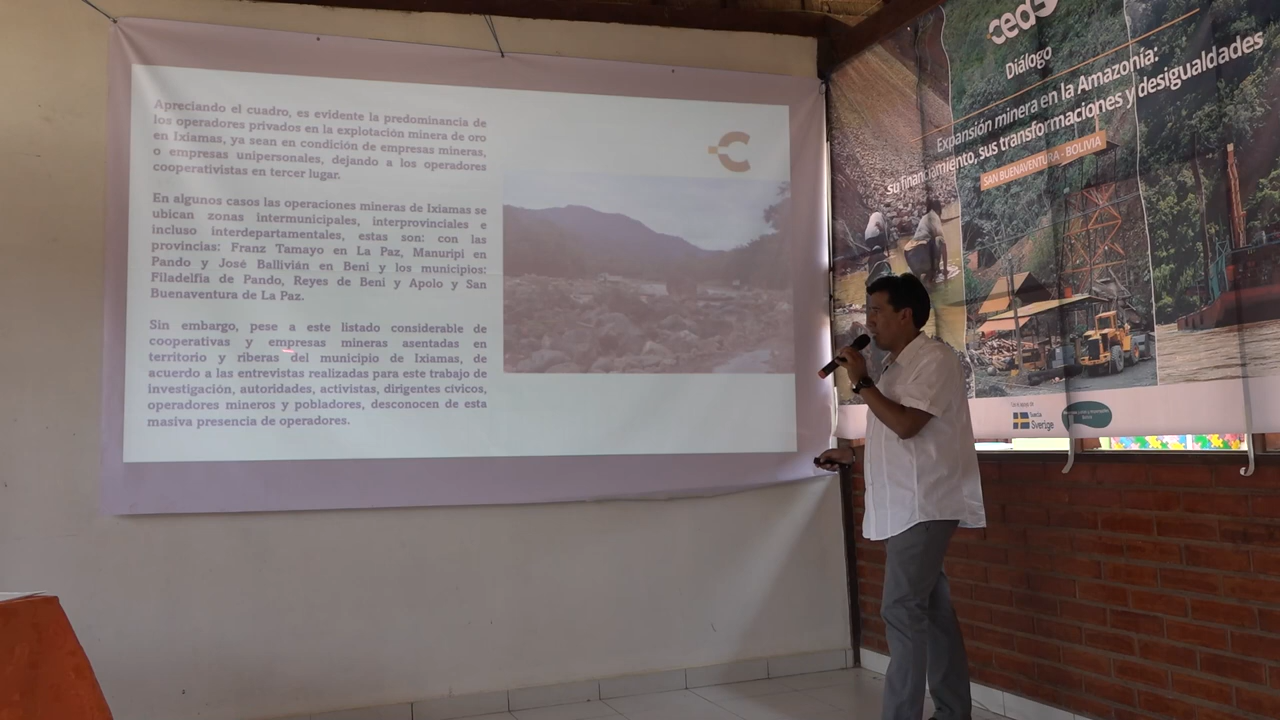 Apreciando el cuadro, es evidente la predominancia de
los operadores privados en la explotación minera de oro
en Ixiamas, ya sean en condición de empresas mineras,
o empresas unipersonales, dejando a los operadores
cooperativistas en tercer lugar.
En algunos casos las operaciones mineras de Ixiamas se
ubican zonas intermunicipales, interprovinciales e
incluso interdepartamentales, estas son: con las
provincias: Franz Tamayo en La Paz, Manuripi en
Pando y José Ballivián en Beni y los municipios:
Filadelfia de Pando, Reyes de Beni y Apolo y San
Buenaventura de La Paz.
Sin embargo, pese a este listado considerable de
cooperativas y empresas mineras asentadas en
territorio y riberas del municipio de Ixiamas, de
acuerdo a las entrevistas realizadas para este trabajo de
investigación, autoridades, activistas, dirigentes cívicos,
operadores mineros y pobladores, desconocen de esta
masiva presencia de operadores.
ced
Diálogo
Expansión minera en la Amazonía:
su financiamiento, sus transformaciones y desigualdades
SAN BUENAVENTURA - BOLIVIA
Suecia
Sverige